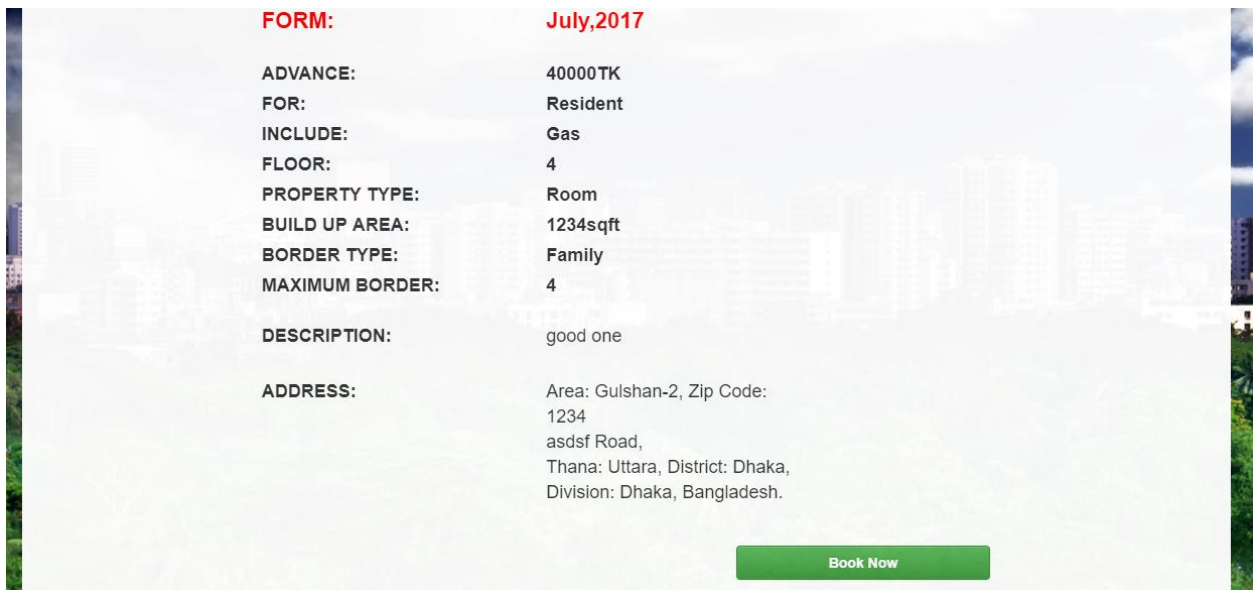 FORM: July,2017
ADVANCE: 40000TK
FOR: Resident
INCLUDE: Gas
FLOOR: 4
PROPERTY TYPE: Room
BUILD UP AREA: 1234sqft
BORDER TYPE: Family
MAXIMUM BORDER: 4
DESCRIPTION: good one
ADDRESS: Area: Gulshan-2, Zip Code:
1234
asdsf Road,
Thana: Uttara, District: Dhaka,
Division: Dhaka, Bangladesh.
Book Now